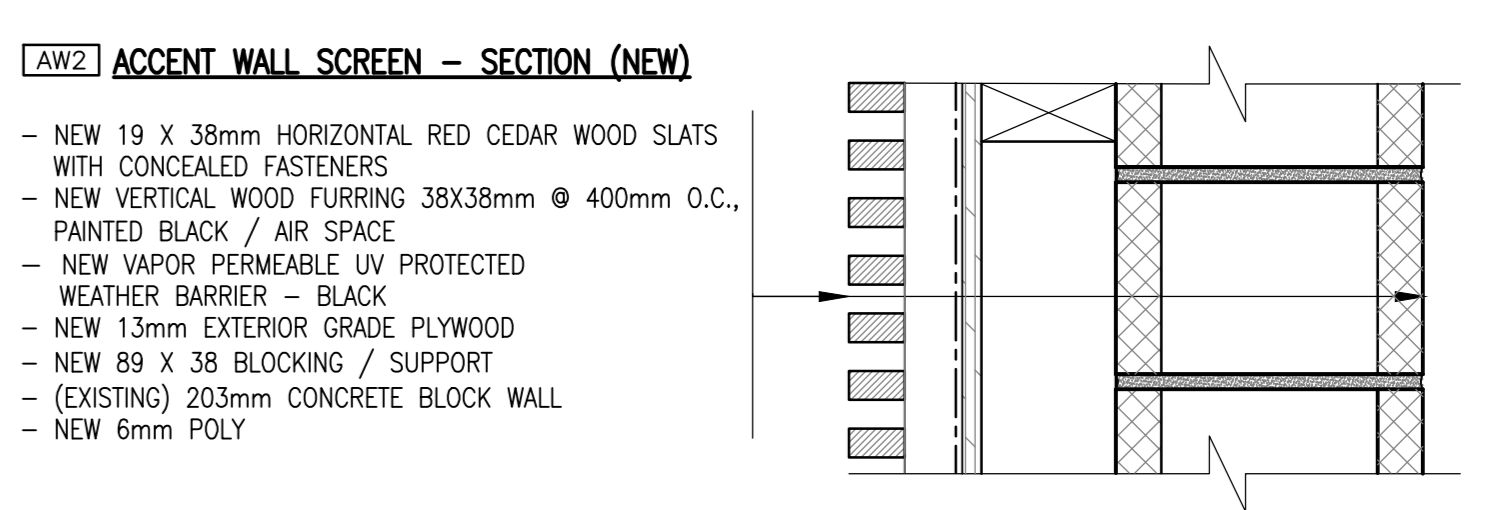 AW2 ACCENT WALL SCREEN – SECTION (NEW)
– NEW 19 X 38mm HORIZONTAL RED CEDAR WOOD SLATS
WITH CONCEALED FASTENERS
– NEW VERTICAL WOOD FURRING 38X38mm @ 400mm O.C.,
PAINTED BLACK / AIR SPACE
– NEW VAPOR PERMEABLE UV PROTECTED
WEATHER BARRIER – BLACK
– NEW 13mm EXTERIOR GRADE PLYWOOD
– NEW 89 X 38 BLOCKING / SUPPORT
– (EXISTING) 203mm CONCRETE BLOCK WALL
– NEW 6mm POLY